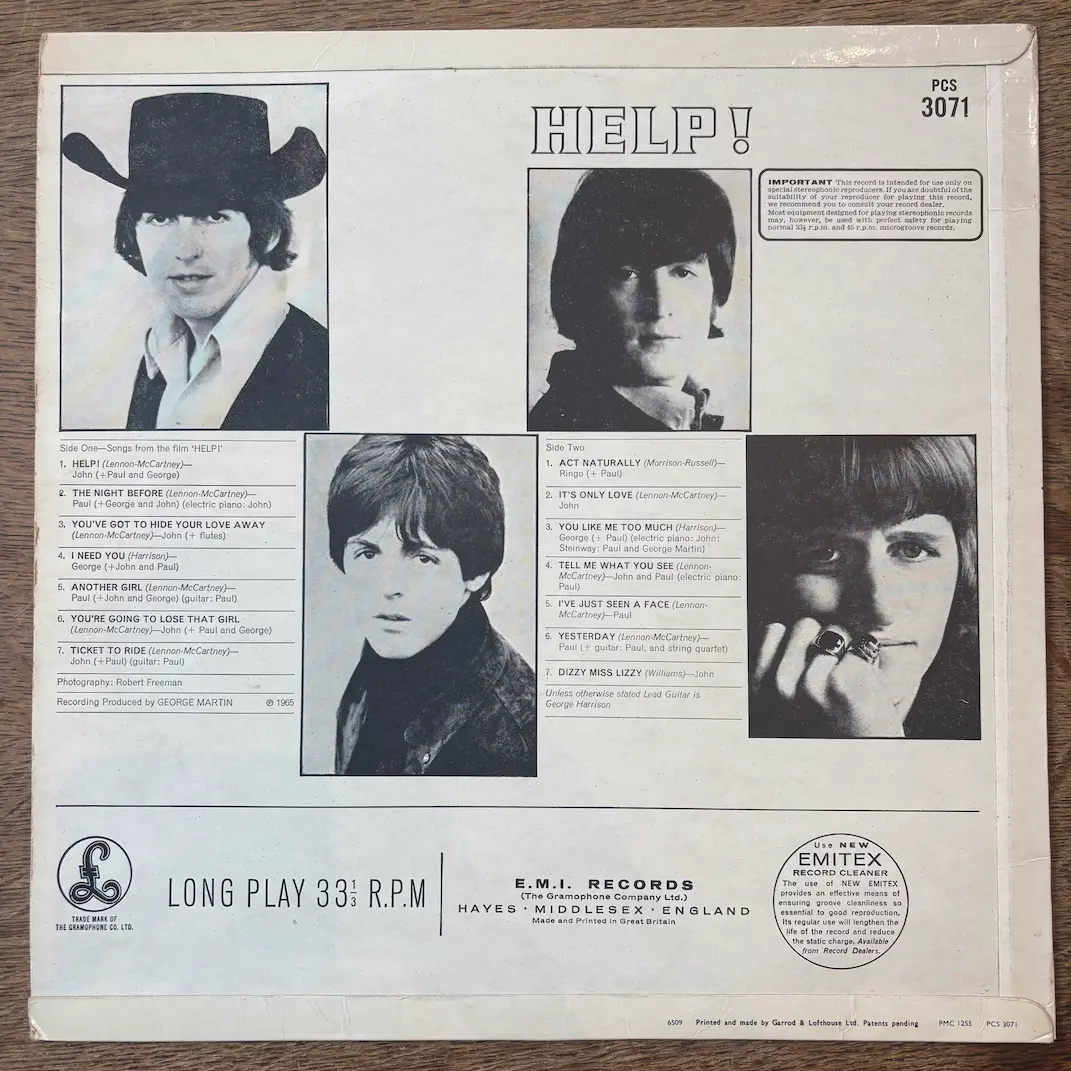 HELP!
PCS
3071
IMPORTANT This record is intended for use only on
special stereophonic reproducers. If you are doubtful of the
suitability of your reproducer for playing this record,
we recommend you to consult your record dealer.
Most equipment designed for playing stereophonic records
may, however, be used with perfect safety for playing
normal 33⅓ r.p.m. and 45 r.p.m. microgroove records.
Side One—Songs from the film 'HELP!'
1. HELP! (Lennon-McCartney)—
John (+Paul and George)
2. THE NIGHT BEFORE (Lennon-McCartney)—
Paul (+George and John) (electric piano: John)
3. YOU'VE GOT TO HIDE YOUR LOVE AWAY
(Lennon-McCartney)—John (+ flutes)
4. I NEED YOU (Harrison)—
George (+John and Paul)
5. ANOTHER GIRL (Lennon-McCartney)—
Paul (+John and George) (guitar: Paul)
6. YOU'RE GOING TO LOSE THAT GIRL
(Lennon-McCartney)—John (+ Paul and George)
7. TICKET TO RIDE (Lennon-McCartney)—
John (+Paul) (guitar: Paul)
Photography: Robert Freeman
Recording Produced by GEORGE MARTIN ℗ 1965
Side Two
1. ACT NATURALLY (Morrison-Russell)—
Ringo (+ Paul)
2. IT'S ONLY LOVE (Lennon-McCartney)—
John
3. YOU LIKE ME TOO MUCH (Harrison)—
George (+ Paul) (electric piano: John;
Steinway: Paul and George Martin)
4. TELL ME WHAT YOU SEE (Lennon-
McCartney)—John and Paul (electric piano:
Paul)
5. I'VE JUST SEEN A FACE (Lennon-
McCartney)—Paul
6. YESTERDAY (Lennon-McCartney)—
Paul (+ guitar: Paul, and string quartet)
7. DIZZY MISS LIZZY (Williams)—John
Unless otherwise stated Lead Guitar is
George Harrison
£
TRADE MARK OF
THE GRAMOPHONE CO. LTD.
LONG PLAY 33⅓ R.P.M
E.M.I. RECORDS
(The Gramophone Company Ltd.)
HAYES · MIDDLESEX · ENGLAND
Made and Printed in Great Britain
Use NEW
EMITEX
RECORD CLEANER
The use of NEW EMITEX
provides an effective means of
ensuring groove cleanliness so
essential to good reproduction.
Its regular use will lengthen the
life of the record and reduce
the static charge. Available
from Record Dealers.
6509 Printed and made by Garrod & Lofthouse Ltd. Patents pending PMC 1255 PCS 3071